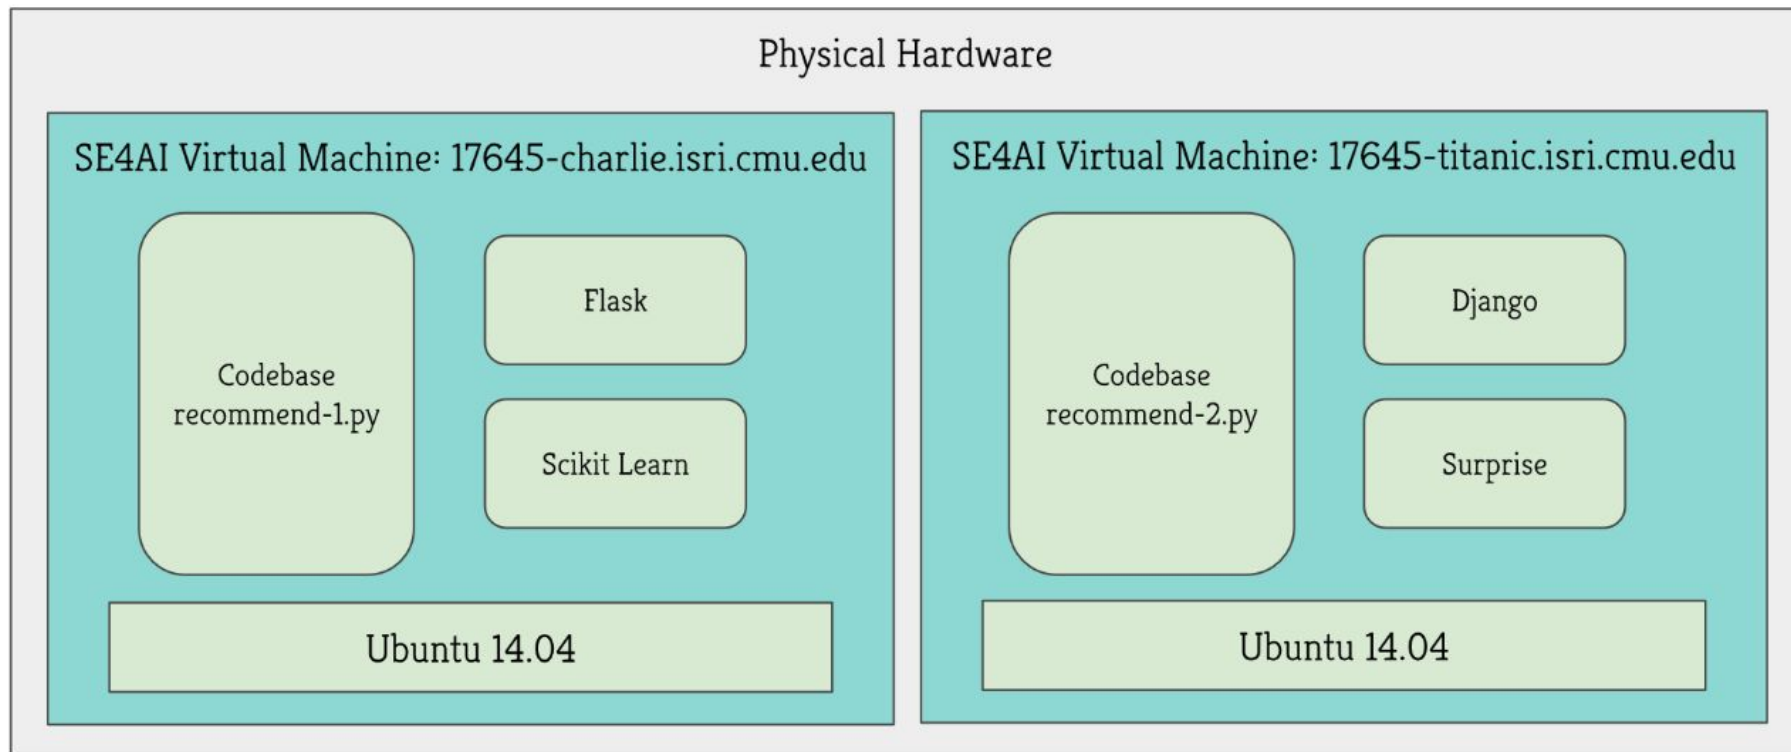 Physical Hardware
SE4AI Virtual Machine: 17645-charlie.isri.cmu.edu
Codebase
recommend-1.py
Flask
Scikit Learn
Ubuntu 14.04
SE4AI Virtual Machine: 17645-titanic.isri.cmu.edu
Codebase
recommend-2.py
Django
Surprise
Ubuntu 14.04